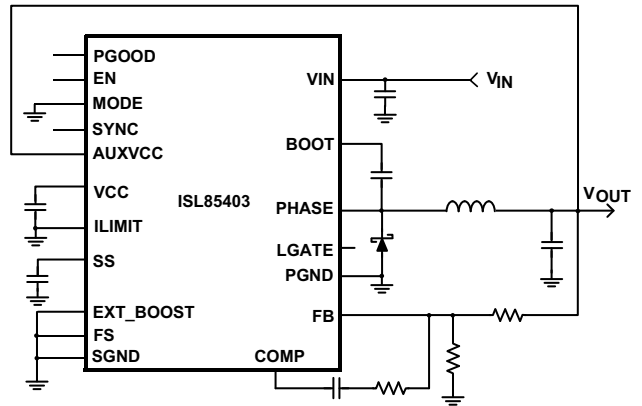 PGOOD
EN
MODE
SYNC
AUXVCC
VCC
ILIMIT
SS
EXT_BOOST
FS
SGND
ISL85403
VIN
BOOT
PHASE
LGATE
PGND
FB
COMP
VIN
VOUT